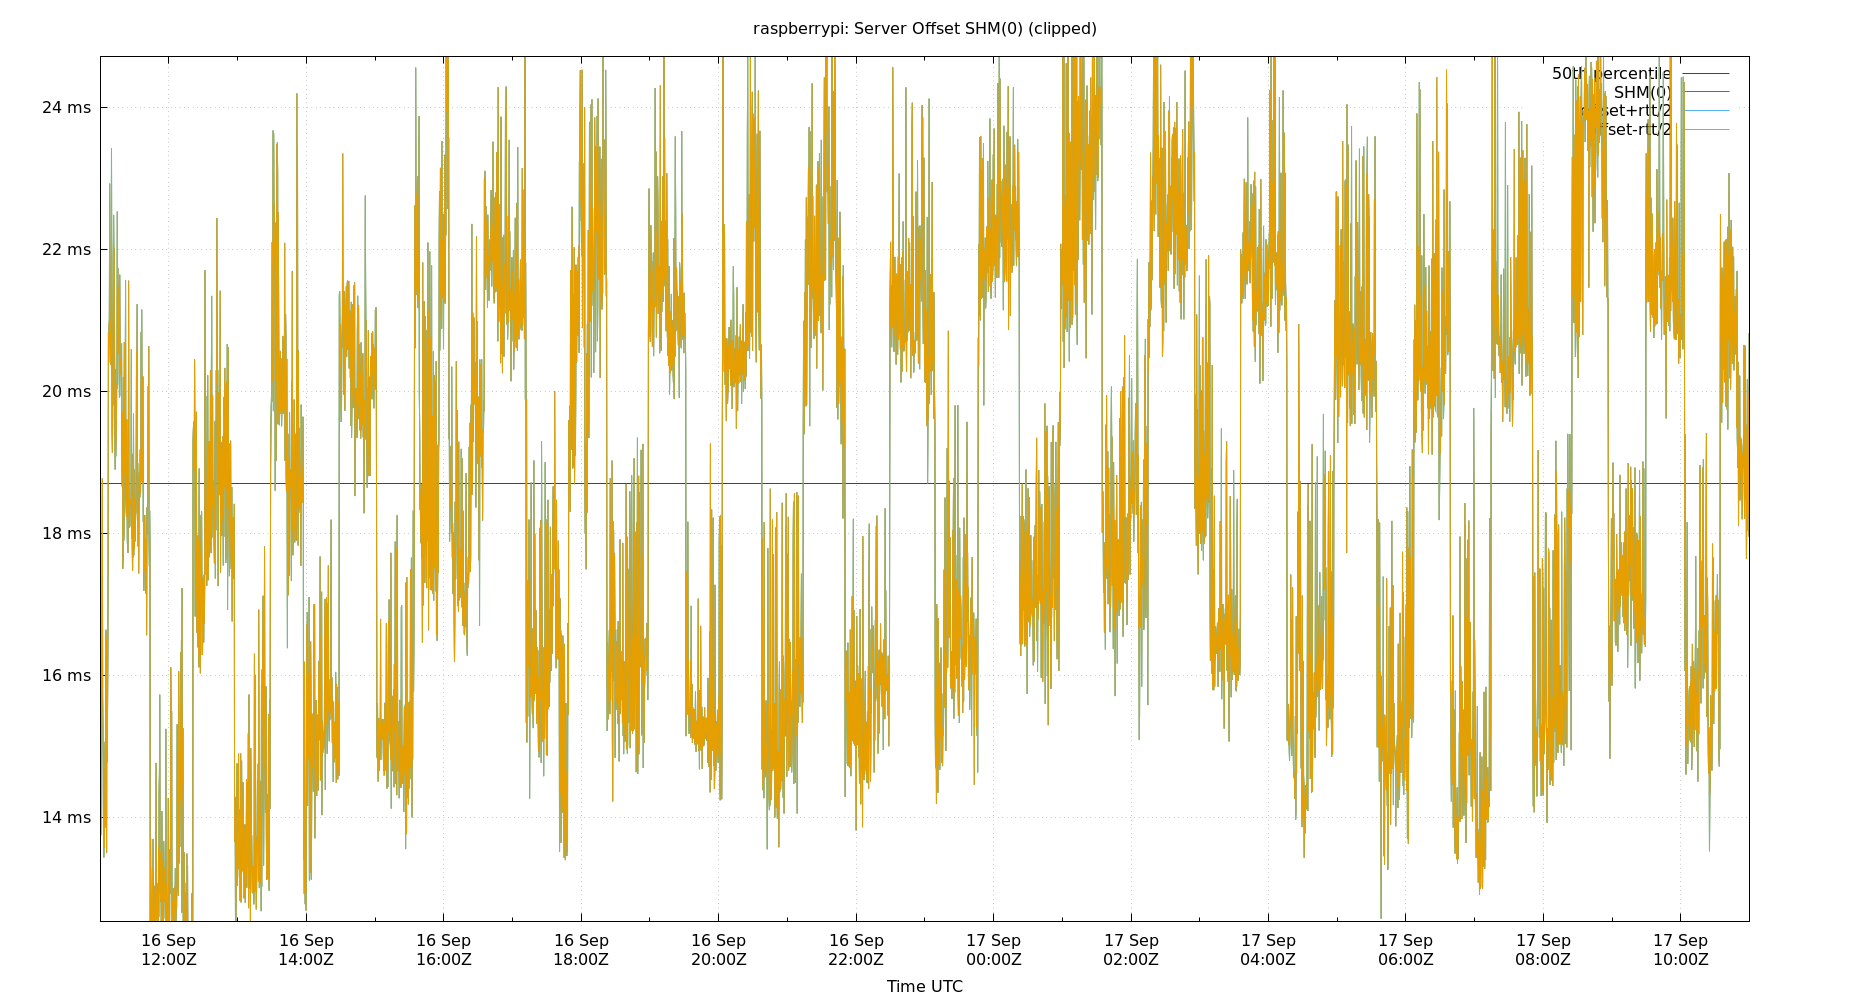 raspberrypi: Server Offset SHM(0) (clipped)
50th percentile
SHM(0)
offset+rtt/2
offset-rtt/2
24 ms
22 ms
20 ms
18 ms
16 ms
14 ms
16 Sep 12:00Z
16 Sep 14:00Z
16 Sep 16:00Z
16 Sep 18:00Z
16 Sep 20:00Z
16 Sep 22:00Z
17 Sep 00:00Z
17 Sep 02:00Z
17 Sep 04:00Z
17 Sep 06:00Z
17 Sep 08:00Z
17 Sep 10:00Z
Time UTC